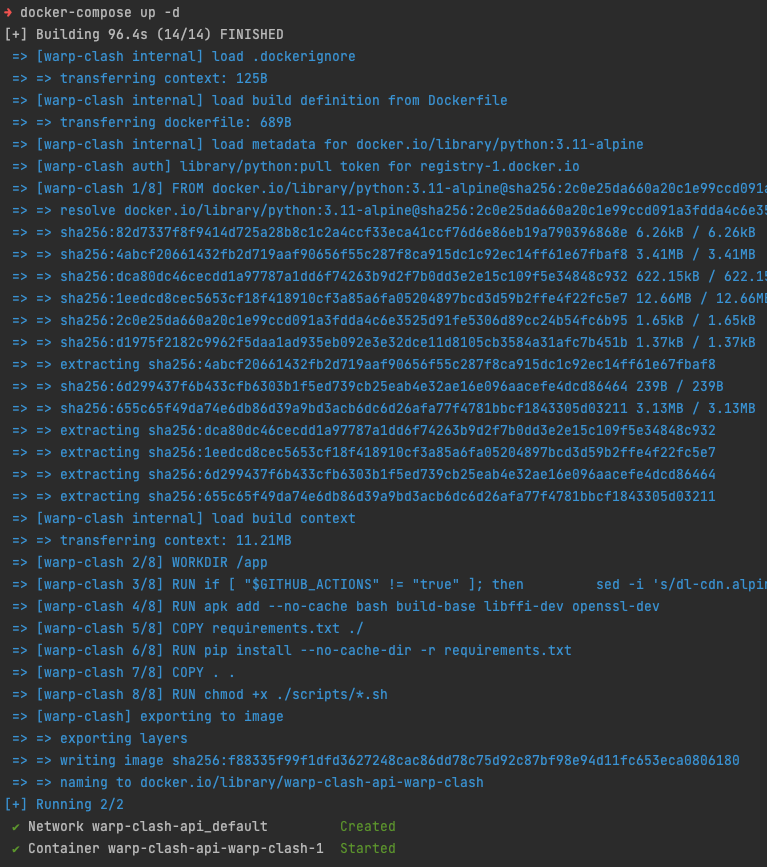 ➜ docker-compose up -d
[+] Building 96.4s (14/14) FINISHED
=> [warp-clash internal] load .dockerignore
=> => transferring context: 125B
=> [warp-clash internal] load build definition from Dockerfile
=> => transferring dockerfile: 689B
=> [warp-clash internal] load metadata for docker.io/library/python:3.11-alpine
=> [warp-clash auth] library/python:pull token for registry-1.docker.io
=> [warp-clash 1/8] FROM docker.io/library/python:3.11-alpine@sha256:2c0e25da660a20c1e99ccd091a
=> => resolve docker.io/library/python:3.11-alpine@sha256:2c0e25da660a20c1e99ccd091a3fdda4c6e35
=> => sha256:82d7337f8f9414d725a28b8c1c2a4ccf33eca41ccf76d6e86eb19a790396868e 6.26kB / 6.26kB
=> => sha256:4abcf20661432fb2d719aaf90656f55c287f8ca915dc1c92ec14ff61e67fbaf8 3.41MB / 3.41MB
=> => sha256:dca80dc46cecdd1a97787a1dd6f74263b9d2f7b0dd3e2e15c109f5e34848c932 622.15kB / 622.15
=> => sha256:1eedcd8cec5653cf18f418910cf3a85a6fa05204897bcd3d59b2ffe4f22fc5e7 12.66MB / 12.66MB
=> => sha256:2c0e25da660a20c1e99ccd091a3fdda4c6e3525d91fe5306d89cc24b54fc6b95 1.65kB / 1.65kB
=> => sha256:d1975f2182c9962f5daa1ad935eb092e3e32dce11d8105cb3584a31afc7b451b 1.37kB / 1.37kB
=> => extracting sha256:4abcf20661432fb2d719aaf90656f55c287f8ca915dc1c92ec14ff61e67fbaf8
=> => sha256:6d299437f6b433cfb6303b1f5ed739cb25eab4e32ae16e096aacefe4dcd86464 239B / 239B
=> => sha256:655c65f49da74e6db86d39a9bd3acb6dc6d26afa77f4781bbcf1843305d03211 3.13MB / 3.13MB
=> => extracting sha256:dca80dc46cecdd1a97787a1dd6f74263b9d2f7b0dd3e2e15c109f5e34848c932
=> => extracting sha256:1eedcd8cec5653cf18f418910cf3a85a6fa05204897bcd3d59b2ffe4f22fc5e7
=> => extracting sha256:6d299437f6b433cfb6303b1f5ed739cb25eab4e32ae16e096aacefe4dcd86464
=> => extracting sha256:655c65f49da74e6db86d39a9bd3acb6dc6d26afa77f4781bbcf1843305d03211
=> [warp-clash internal] load build context
=> => transferring context: 11.21MB
=> [warp-clash 2/8] WORKDIR /app
=> [warp-clash 3/8] RUN if [ "$GITHUB_ACTIONS" != "true" ]; then         sed -i 's/dl-cdn.alpin
=> [warp-clash 4/8] RUN apk add --no-cache bash build-base libffi-dev openssl-dev
=> [warp-clash 5/8] COPY requirements.txt ./
=> [warp-clash 6/8] RUN pip install --no-cache-dir -r requirements.txt
=> [warp-clash 7/8] COPY . .
=> [warp-clash 8/8] RUN chmod +x ./scripts/*.sh
=> [warp-clash] exporting to image
=> => exporting layers
=> => writing image sha256:f88335f99f1dfd3627248cac86dd78c75d92c87bf98e94d11fc653eca0806180
=> => naming to docker.io/library/warp-clash-api-warp-clash
[+] Running 2/2
✔ Network warp-clash-api_default         Created
✔ Container warp-clash-api-warp-clash-1  Started